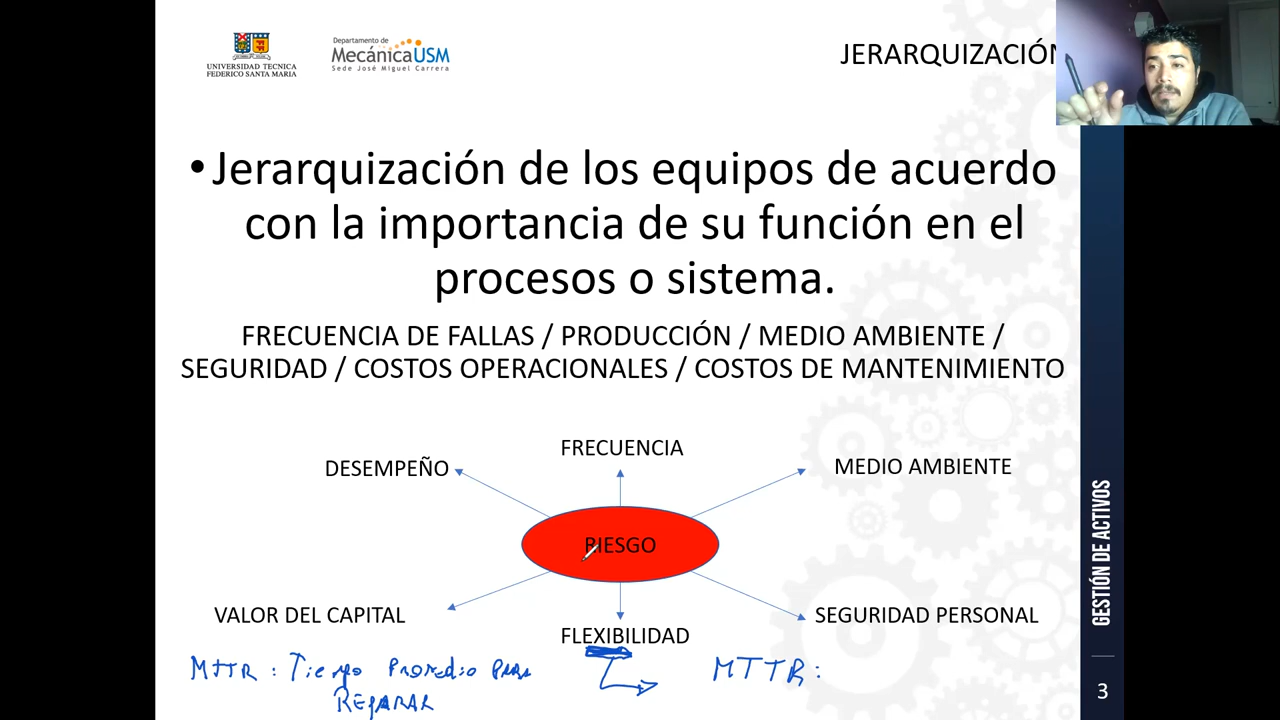 UNIVERSIDAD TECNICA
FEDERICO SANTA MARIA
Departamento de
MecánicaUSM
Sede José Miguel Carrera
JERARQUIZACIÓN
• Jerarquización de los equipos de acuerdo
con la importancia de su función en el
procesos o sistema.
FRECUENCIA DE FALLAS / PRODUCCIÓN / MEDIO AMBIENTE /
SEGURIDAD / COSTOS OPERACIONALES / COSTOS DE MANTENIMIENTO
FRECUENCIA
DESEMPEÑO
MEDIO AMBIENTE
RIESGO
VALOR DEL CAPITAL
SEGURIDAD PERSONAL
FLEXIBILIDAD
MTTR: Tiempo Promedio para
Reparar
MTTR:
GESTIÓN DE ACTIVOS
3